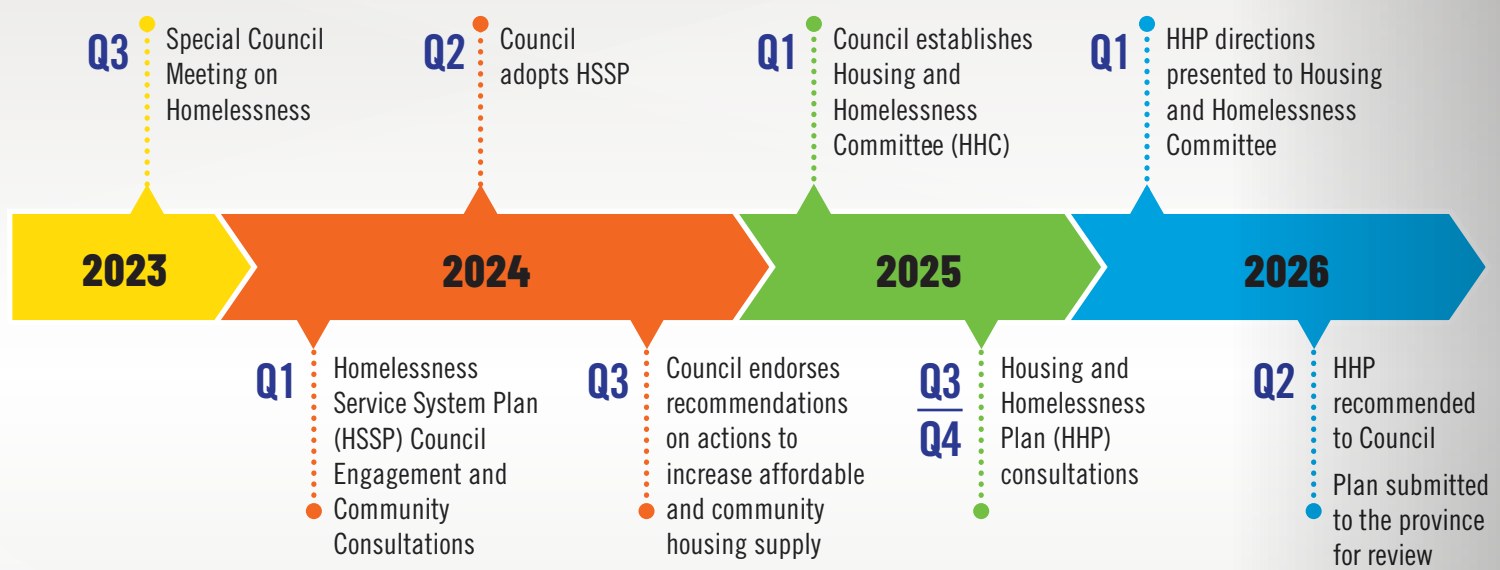 Q3
Special Council
Meeting on
Homelessness
Q2
Council
adopts HSSP
Q1
Council establishes
Housing and
Homelessness
Committee (HHC)
Q1
HHP directions
presented to Housing
and Homelessness
Committee
2023
2024
2025
2026
Q1
Homelessness
Service System Plan
(HSSP) Council
Engagement and
Community
Consultations
Q3
Council endorses
recommendations
on actions to
increase affordable
and community
housing supply
Q3
Q4
Housing and
Homelessness
Plan (HHP)
consultations
Q2
HHP
recommended
to Council
Plan submitted
to the province
for review